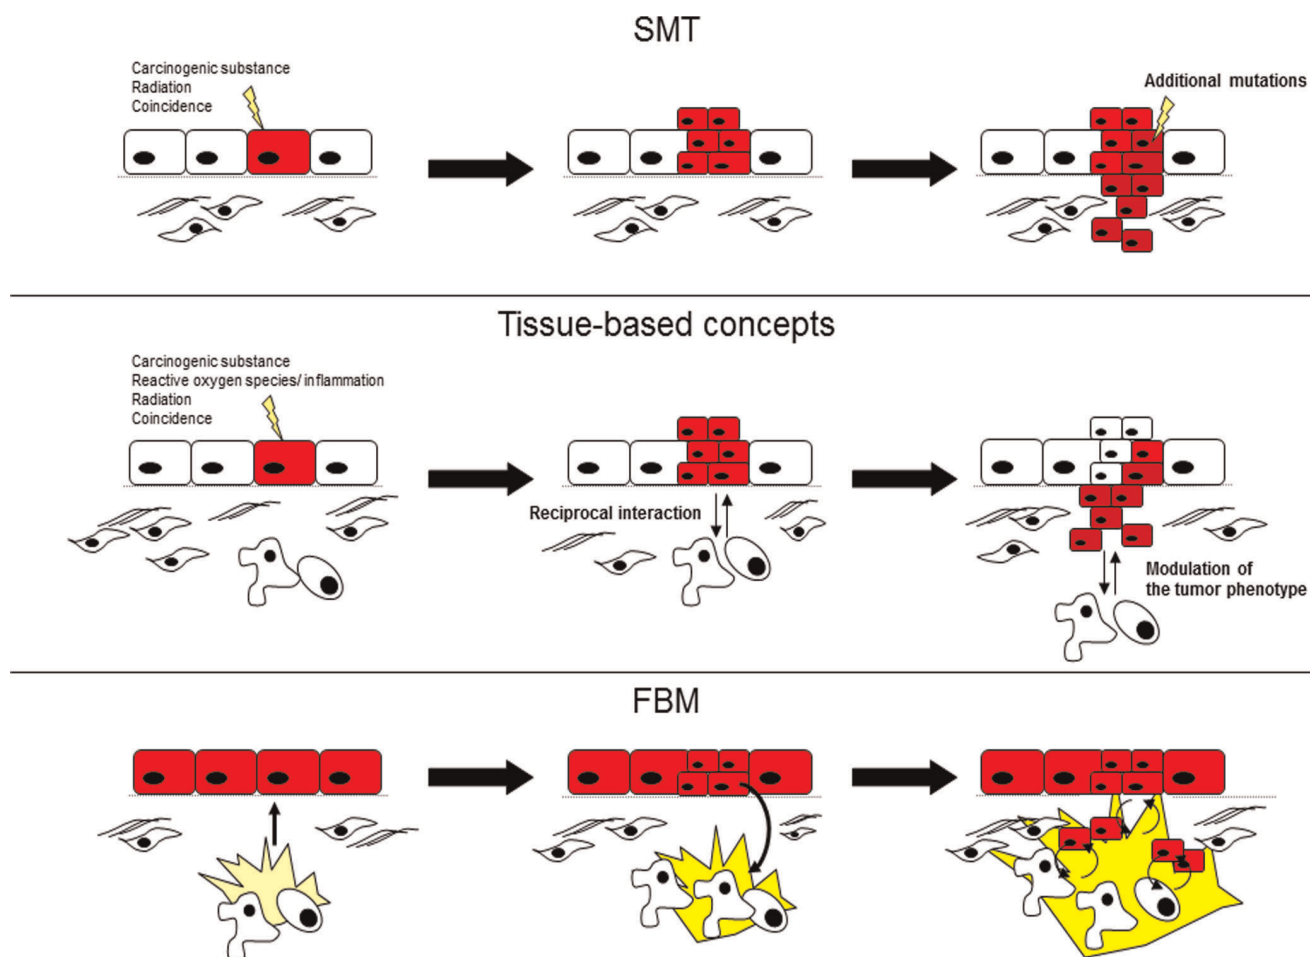 SMT
Carcinogenic substance
Radiation
Coincidence
Additional mutations
Tissue-based concepts
Carcinogenic substance
Reactive oxygen species/ inflammation
Radiation
Coincidence
Reciprocal interaction
Modulation of
the tumor phenotype
FBM